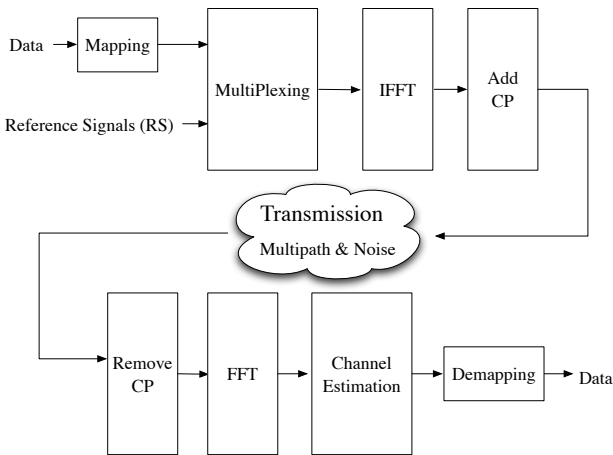 Data
Mapping
Reference Signals (RS)
MultiPlexing
IFFT
Add
CP
Transmission
Multipath & Noise
Remove
CP
FFT
Channel
Estimation
Demapping
Data